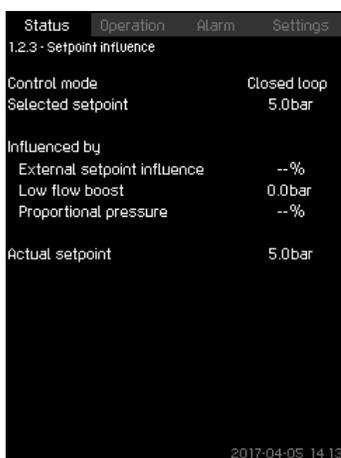 Status Operation Alarm Settings
1.2.3 - Setpoint influence
Control mode Closed loop
Selected setpoint 5.0bar
Influenced by
External setpoint influence --%
Low flow boost 0.0bar
Proportional pressure --%
Actual setpoint 5.0bar
2017-04-05 14:13